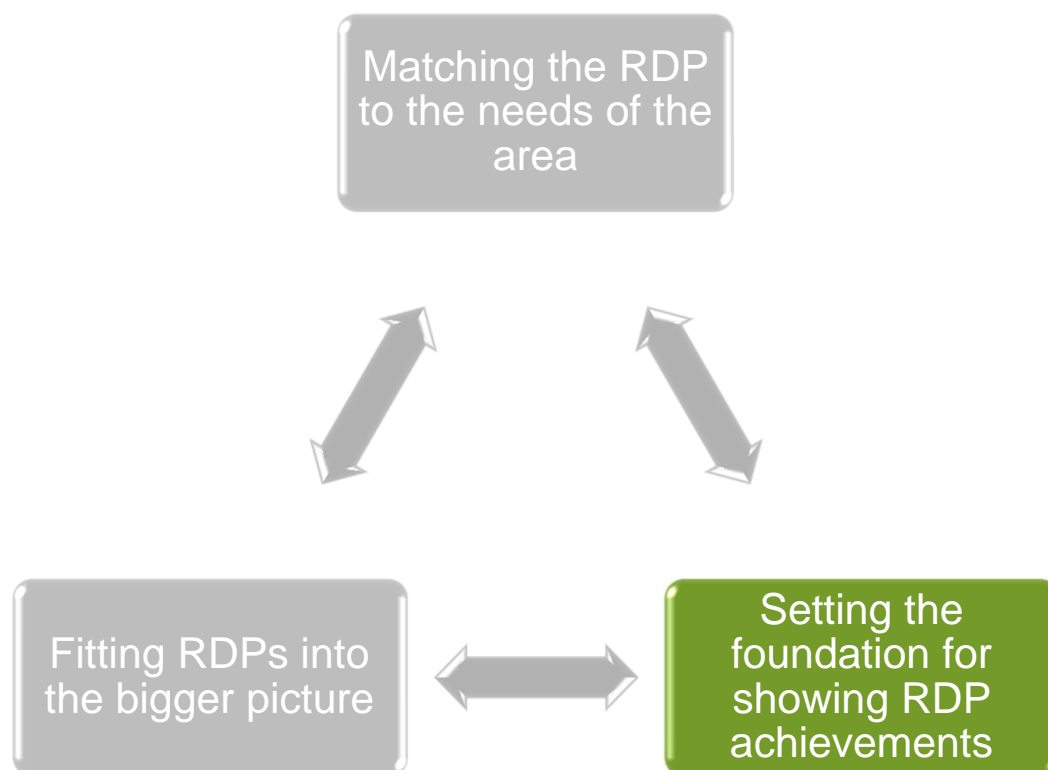 Matching the RDP
to the needs of the
area
Fitting RDPs into
the bigger picture
Setting the
foundation for
showing RDP
achievements